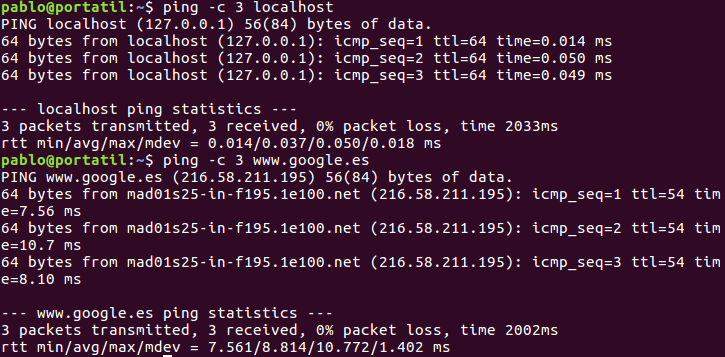 pablo@portatil:~$ ping -c 3 localhost
PING localhost (127.0.0.1) 56(84) bytes of data.
64 bytes from localhost (127.0.0.1): icmp_seq=1 ttl=64 time=0.014 ms
64 bytes from localhost (127.0.0.1): icmp_seq=2 ttl=64 time=0.050 ms
64 bytes from localhost (127.0.0.1): icmp_seq=3 ttl=64 time=0.049 ms

--- localhost ping statistics ---
3 packets transmitted, 3 received, 0% packet loss, time 2033ms
rtt min/avg/max/mdev = 0.014/0.037/0.050/0.018 ms
pablo@portatil:~$ ping -c 3 www.google.es
PING www.google.es (216.58.211.195) 56(84) bytes of data.
64 bytes from mad01s25-in-f195.1e100.net (216.58.211.195): icmp_seq=1 ttl=54 tim
e=7.56 ms
64 bytes from mad01s25-in-f195.1e100.net (216.58.211.195): icmp_seq=2 ttl=54 tim
e=10.7 ms
64 bytes from mad01s25-in-f195.1e100.net (216.58.211.195): icmp_seq=3 ttl=54 tim
e=8.10 ms

--- www.google.es ping statistics ---
3 packets transmitted, 3 received, 0% packet loss, time 2002ms
rtt min/avg/max/mdev = 7.561/8.814/10.772/1.402 ms